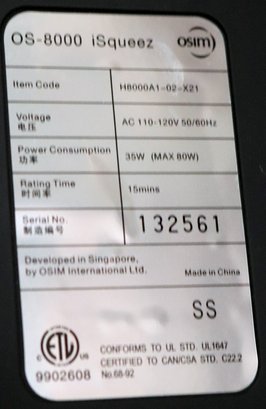 OS-8000 iSqueez
OSIM
Item Code
H8000A1-02-X21
Voltage
电压
AC 110-120V 50/60Hz
Power Consumption
功率
35W (MAX 80W)
Rating Time
时间率
15mins
Serial No.
制造编号
132561
Developed in Singapore,
by OSIM International Ltd.
Made in China
SS
ETL
C US
CONFORMS TO UL STD. UL1647
CERTIFIED TO CAN/CSA STD. C22.2
No.68-92
9902608